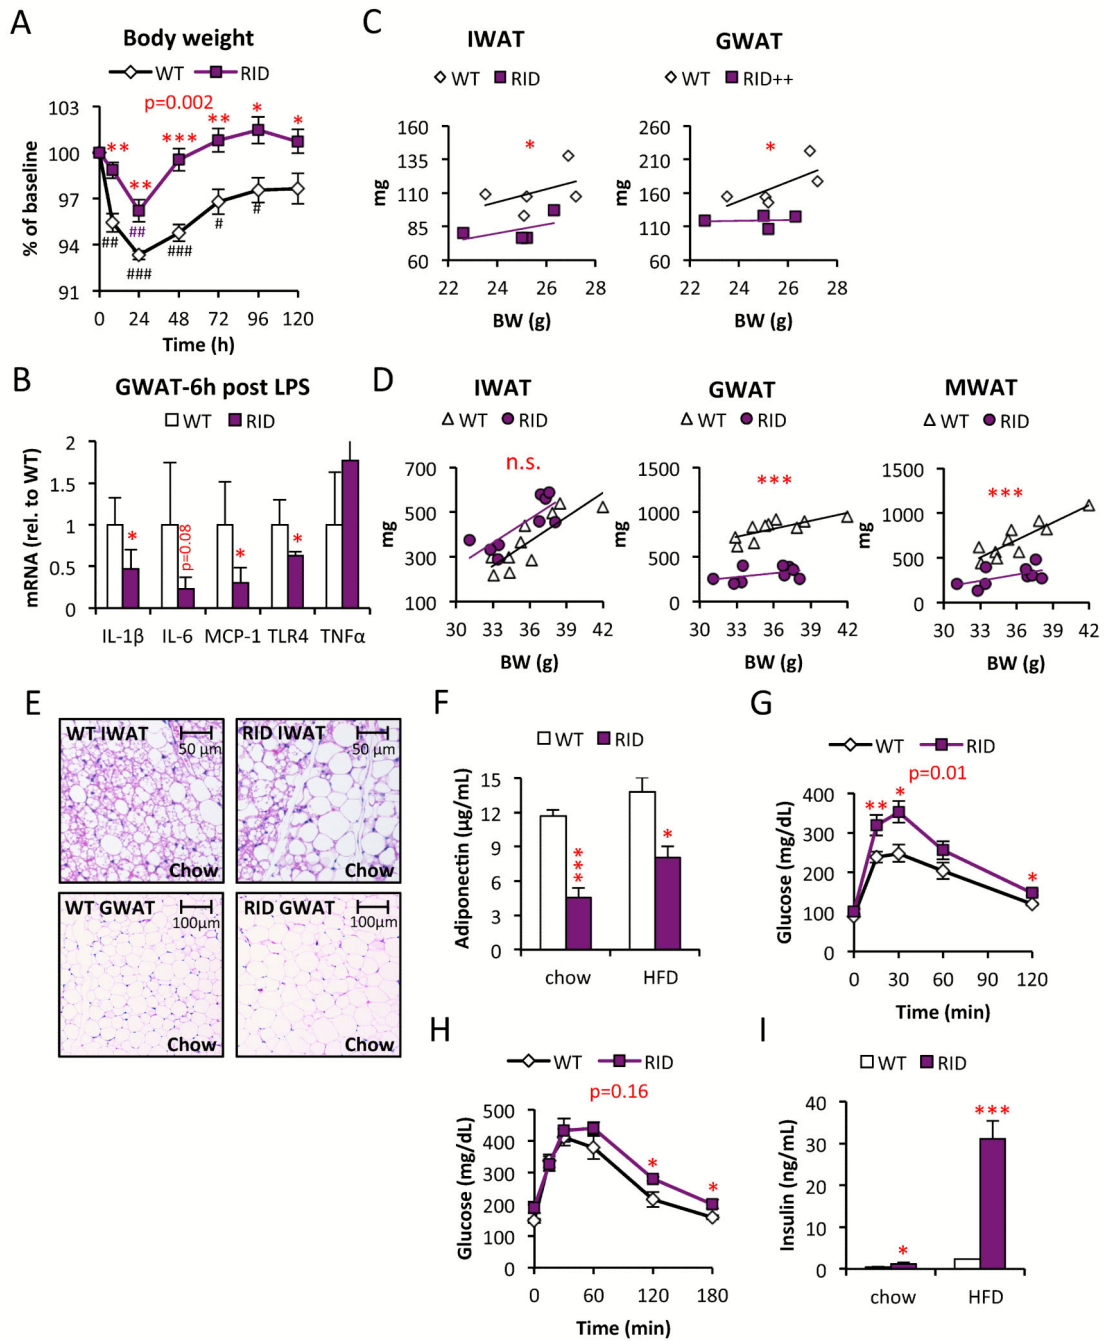 A
Body weight
WT RID
p=0.002
103
100
97
94
91
% of baseline
** ** *** ** * *
## ## ### ### # #
0 24 48 72 96 120
Time (h)
B
GWAT-6h post LPS
WT RID
mRNA (rel. to WT)
2
1.5
1
0.5
0
* p=0.08 * *
IL-1β IL-6 MCP-1 TLR4 TNFα
C
IWAT
WT RID
160
135
110
85
60
mg
*
22 24 26 28
BW (g)
GWAT
WT RID++
260
210
160
110
60
mg
*
22 24 26 28
BW (g)
D
IWAT
WT RID
n.s.
700
500
300
100
mg
30 33 36 39 42
BW (g)
GWAT
WT RID
***
1500
1000
500
0
mg
30 33 36 39 42
BW (g)
MWAT
WT RID
***
1500
1000
500
0
mg
30 33 36 39 42
BW (g)
E
WT IWAT
50 µm
Chow
RID IWAT
50 µm
Chow
WT GWAT
100µm
Chow
RID GWAT
100µm
Chow
F
WT RID
Adiponectin (µg/mL)
15
12
9
6
3
0
*** *
chow HFD
G
WT RID
p=0.01
** * *
Glucose (mg/dL)
400
300
200
100
0
0 30 60 90 120
Time (min)
H
WT RID
p=0.16
* *
Glucose (mg/dL)
500
400
300
200
100
0
0 60 120 180
Time (min)
I
WT RID
Insulin (ng/mL)
40
30
20
10
0
* ***
chow HFD